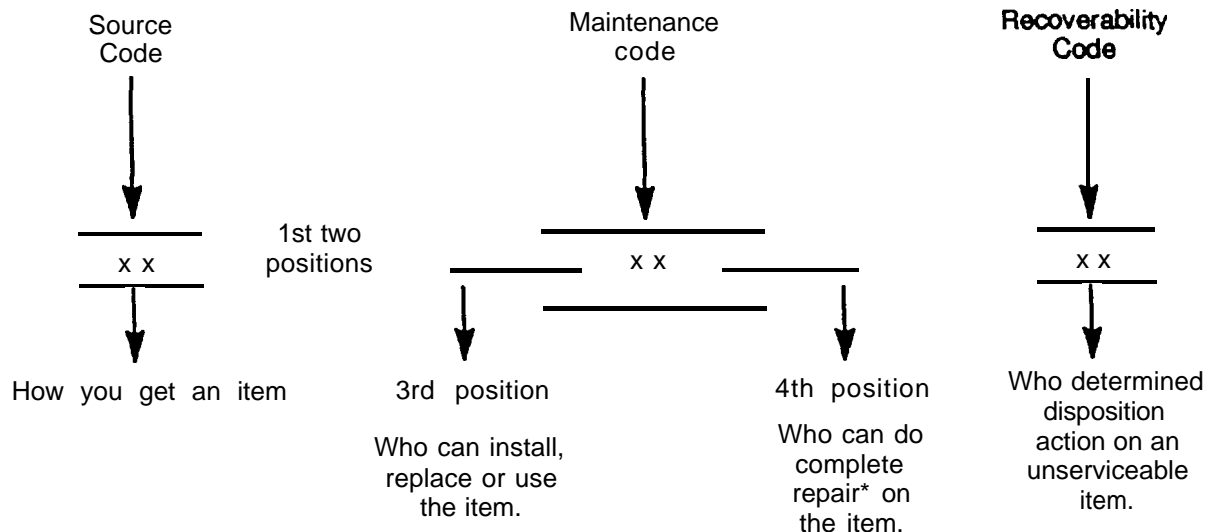 Source
Code
Maintenance
code
Recoverability
Code
x x
1st two
positions
x x
x x
How you get an item
3rd position
Who can install,
replace or use
the item.
4th position
Who can do
complete
repair* on
the item.
Who determined
disposition
action on an
unserviceable
item.